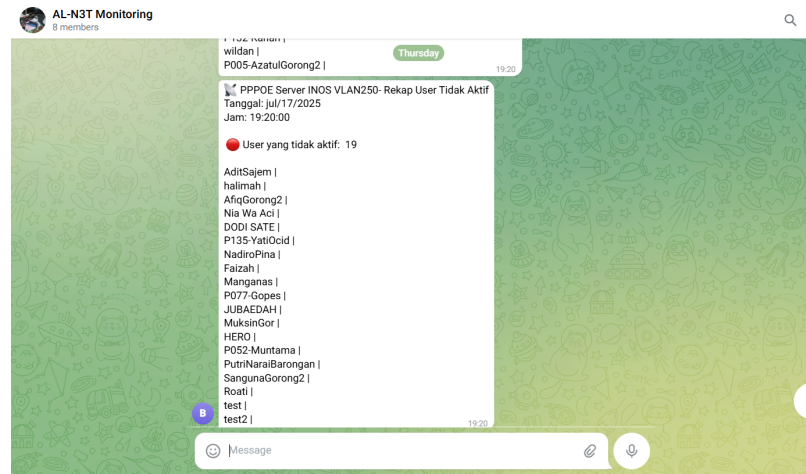 AL-N3T Monitoring
8 members
wildan |
Thursday
P005-AzatulGorong2 |
19:20
PPPOE Server INOS VLAN250- Rekap User Tidak Aktif
Tanggal: jul/17/2025
Jam: 19:20:00
User yang tidak aktif: 19
AditSajem |
halimah |
AfiqGorong2 |
Nia Wa Aci |
DODI SATE |
P135-YatiOcid |
NadiroPina |
Faizah |
Manganas |
P077-Gopes |
JUBAEDAH |
MuksinGor |
HERO |
P052-Muntama |
PutriNaraiBarongan |
SangunaGorong2 |
Roati |
test |
test2 |
19:20
B
Message